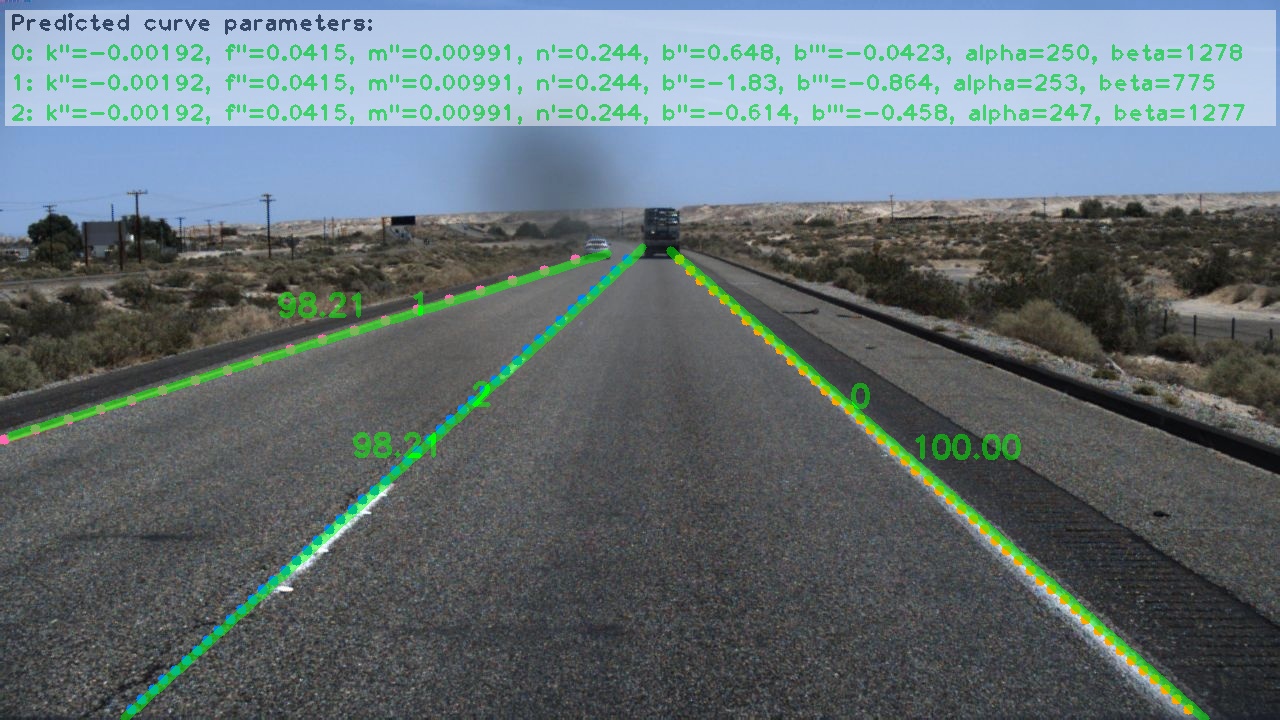 Predicted curve parameters:
0: k''=-0.00192, f''=0.0415, m''=0.00991, n'=0.244, b''=0.648, b'''=-0.0423, alpha=250, beta=1278
1: k''=-0.00192, f''=0.0415, m''=0.00991, n'=0.244, b''=-1.83, b'''=-0.864, alpha=253, beta=775
2: k''=-0.00192, f''=0.0415, m''=0.00991, n'=0.244, b''=-0.614, b'''=-0.458, alpha=247, beta=1277
98.21 1
2 0
98.21 100.00